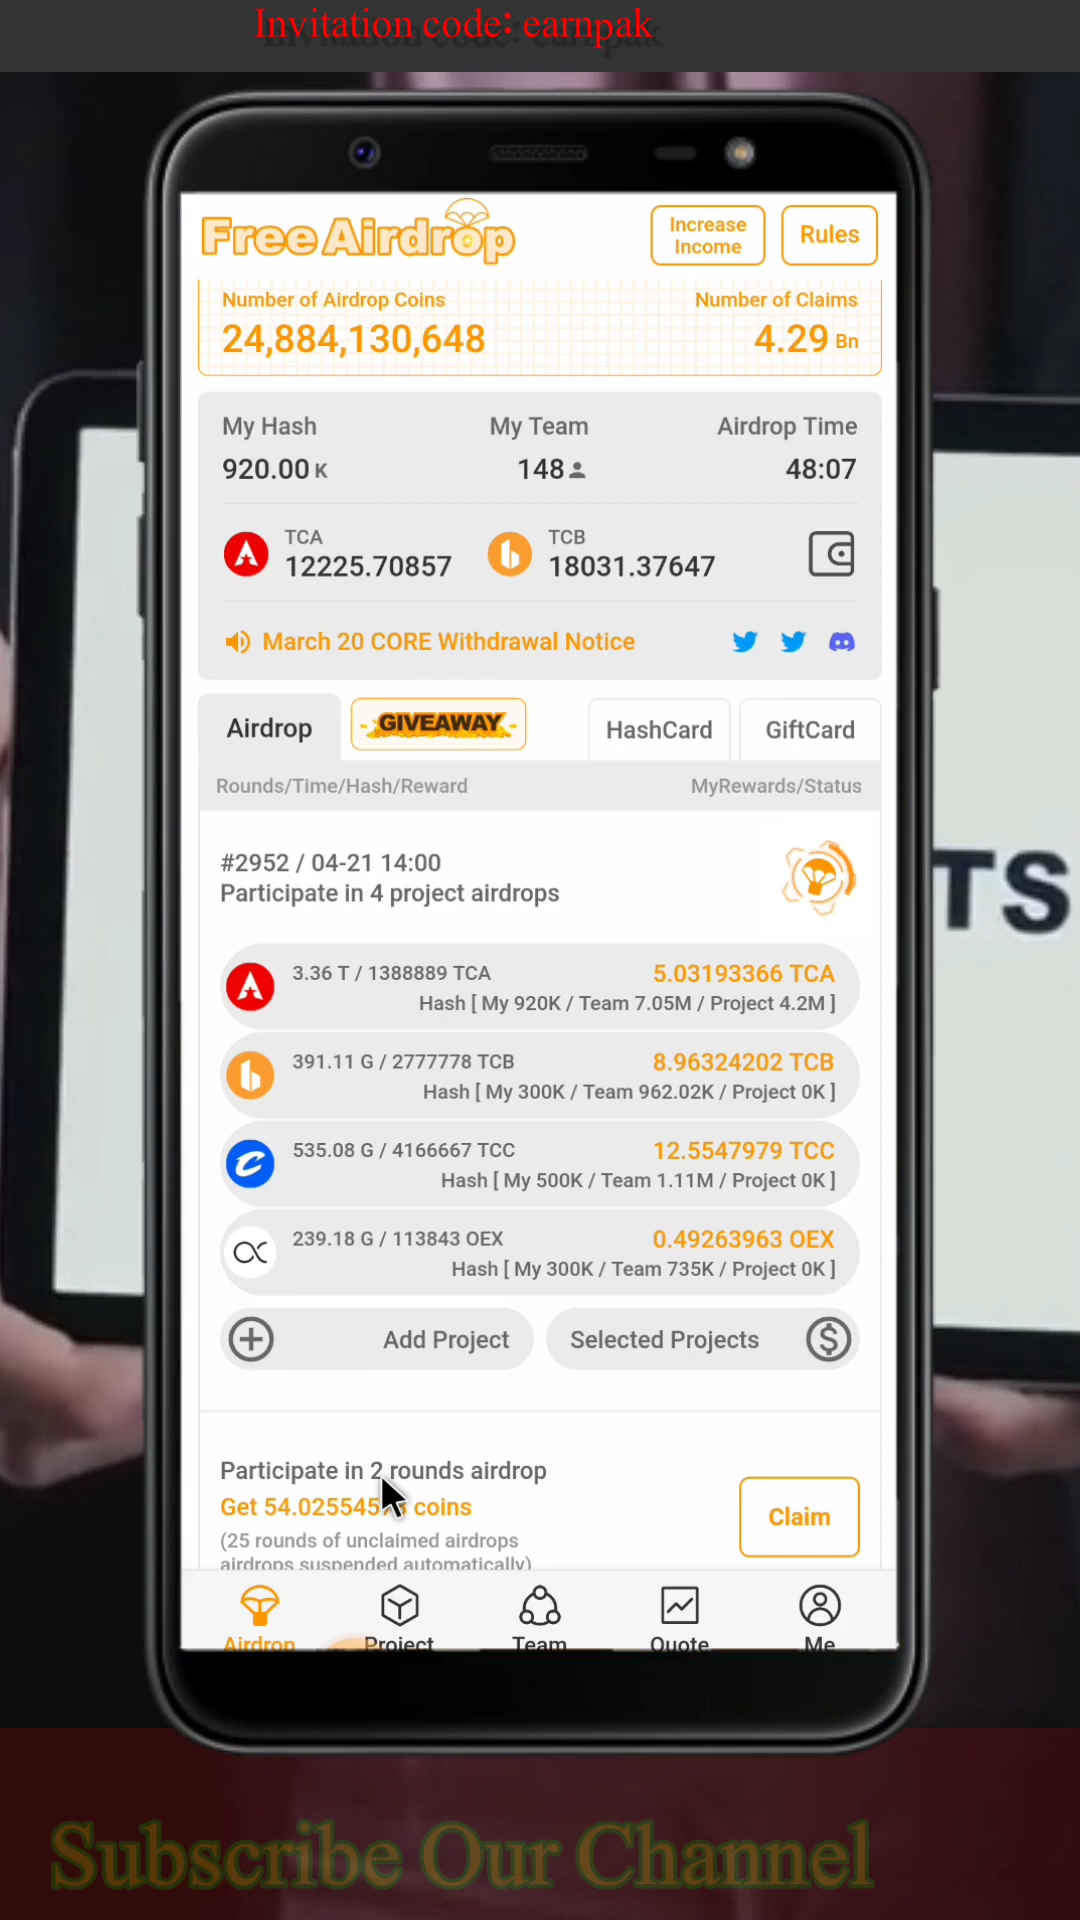 Invitation code: earnpak
Free Airdrop
Increase Income
Rules
Number of Airdrop Coins
Number of Claims
24,884,130,648
4.29 Bn
My Hash
My Team
Airdrop Time
920.00 K
148
48:07
TCA
12225.70857
TCB
18031.37647
March 20 CORE Withdrawal Notice
Airdrop
GIVEAWAY
HashCard
GiftCard
Rounds/Time/Hash/Reward
MyRewards/Status
#2952 / 04-21 14:00
Participate in 4 project airdrops
TS
3.36 T / 1388889 TCA
5.03193366 TCA
Hash [ My 920K / Team 7.05M / Project 4.2M ]
391.11 G / 2777778 TCB
8.96324202 TCB
Hash [ My 300K / Team 962.02K / Project 0K ]
535.08 G / 4166667 TCC
12.5547979 TCC
Hash [ My 500K / Team 1.11M / Project 0K ]
239.18 G / 113843 OEX
0.49263963 OEX
Hash [ My 300K / Team 735K / Project 0K ]
Add Project
Selected Projects
Participate in 2 rounds airdrop
Get coins
Claim
(25 rounds of unclaimed airdrops
airdrops suspended automatically)
Airdrop
Project
Team
Quote
Me
Subscribe Our Channel